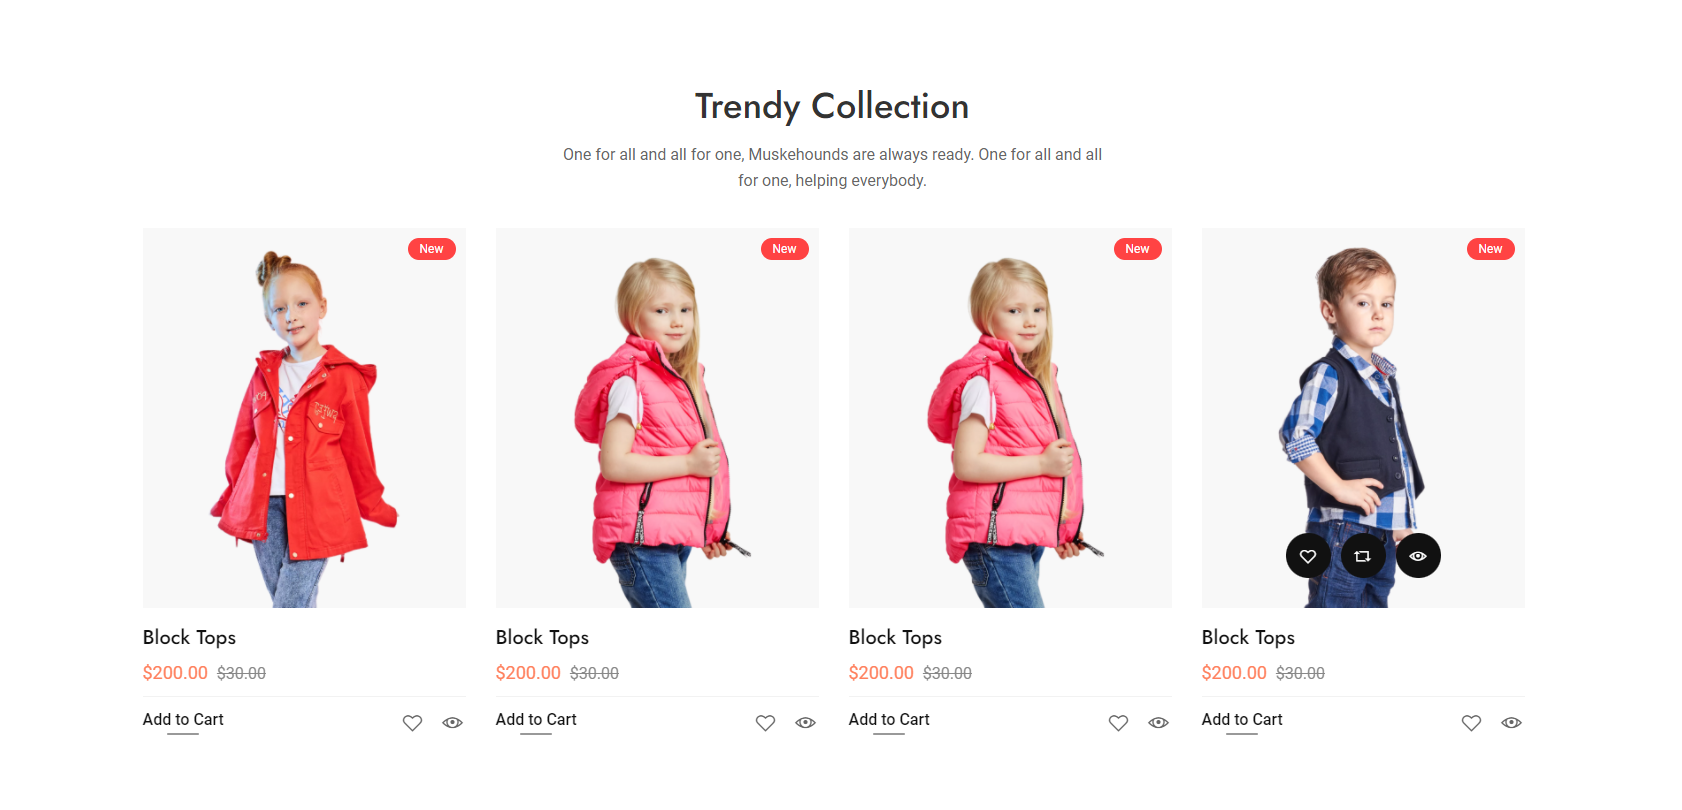 Trendy Collection
One for all and all for one, Muskehounds are always ready. One for all and all
for one, helping everybody.
New
New
New
New
Block Tops
Block Tops
Block Tops
Block Tops
$200.00 $30.00
$200.00 $30.00
$200.00 $30.00
$200.00 $30.00
Add to Cart
Add to Cart
Add to Cart
Add to Cart